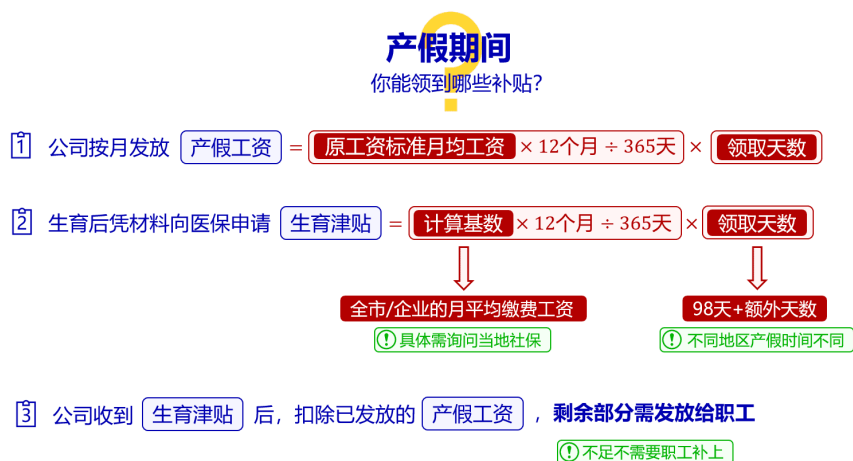 产假期间
你能领到哪些补贴?
1 公司按月发放 产假工资 = 原工资标准月均工资 × 12个月 ÷ 365天 × 领取天数
2 生育后凭材料向医保申请 生育津贴 = 计算基数 × 12个月 ÷ 365天 × 领取天数
全市/企业的月平均缴费工资 98天+额外天数
! 具体需询问当地社保 ! 不同地区产假时间不同
3 公司收到 生育津贴 后，扣除已发放的 产假工资 ，剩余部分需发放给职工
! 不足不需要职工补上